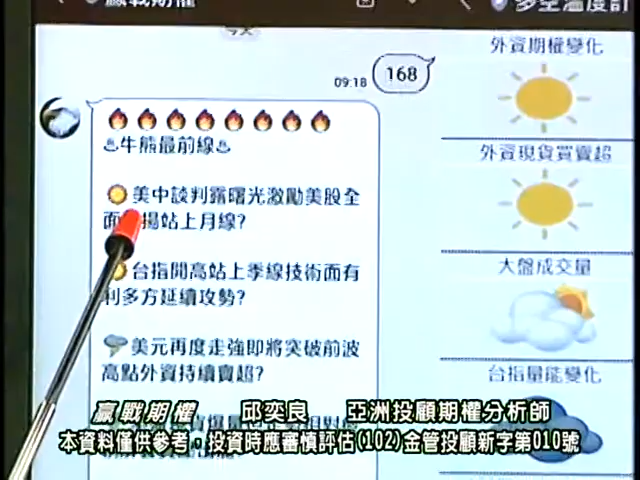 贏戰期權
多空溫度計
今天
09:18
168
牛熊最前線
美中談判露曙光激勵美股全
面 揚站上月線?
台指開高站上季線技術面有
利多方延續攻勢?
美元再度走強即將突破前波
高點外資持續賣超?
外資期權變化
外資現貨買賣超
大盤成交量
台指量能變化
贏戰期權 邱奕良 亞洲投顧期權分析師
本資料僅供參考，投資時應審慎評估(102)金管投顧新字第010號